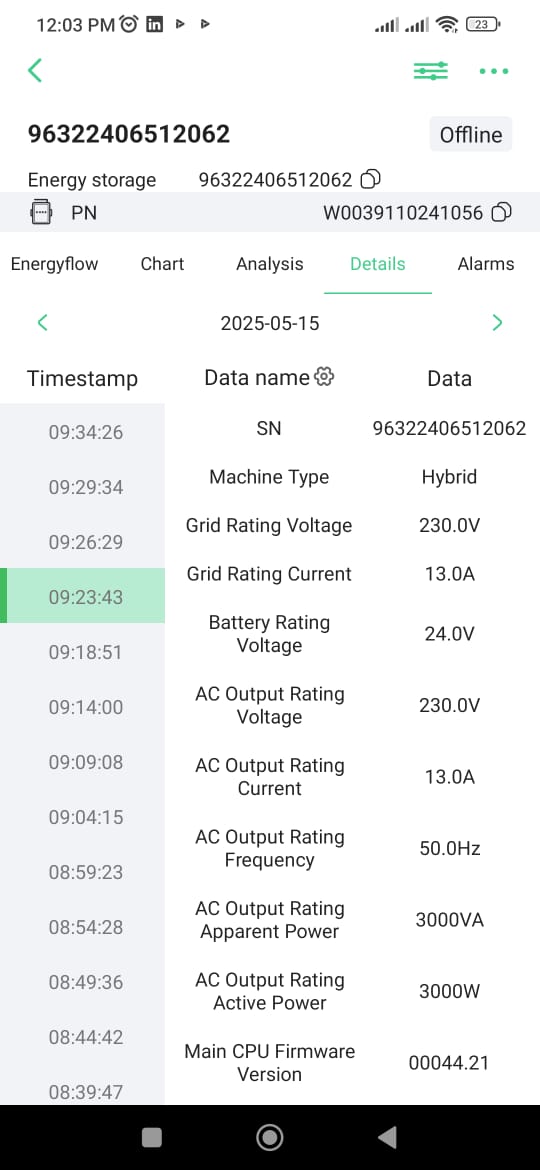 12:03 PM
23
96322406512062
Offline
Energy storage 96322406512062
PN W0039110241056
Energyflow Chart Analysis Details Alarms
2025-05-15
Timestamp Data name Data
09:34:26
09:29:34
09:26:29
09:23:43
09:18:51
09:14:00
09:09:08
09:04:15
08:59:23
08:54:28
08:49:36
08:44:42
08:39:47
SN 96322406512062
Machine Type Hybrid
Grid Rating Voltage 230.0V
Grid Rating Current 13.0A
Battery Rating
Voltage
24.0V
AC Output Rating
Voltage
230.0V
AC Output Rating
Current
13.0A
AC Output Rating
Frequency
50.0Hz
AC Output Rating
Apparent Power
3000VA
AC Output Rating
Active Power
3000W
Main CPU Firmware
Version
00044.21